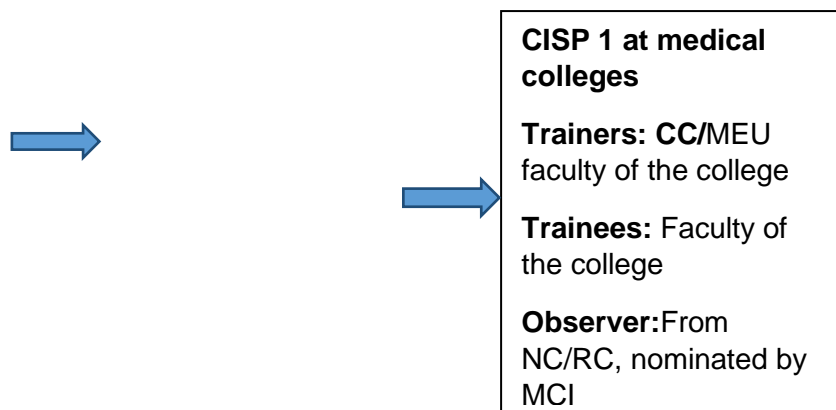 CISP 1 at medical
colleges
Trainers: CC/MEU
faculty of the college
Trainees: Faculty of
the college
Observer:From
NC/RC, nominated by
MCI